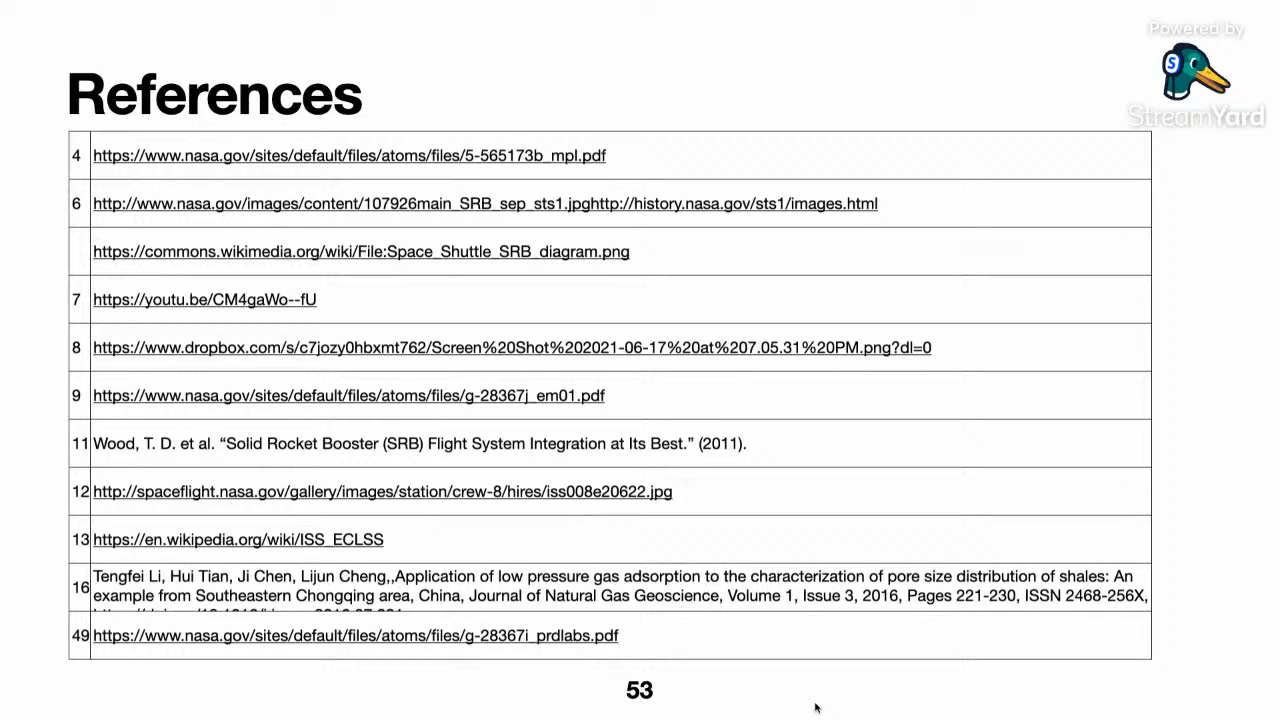 Powered by
S
StreamYard
References
4 https://www.nasa.gov/sites/default/files/atoms/files/5-565173b_mpl.pdf
6 http://www.nasa.gov/images/content/107926main_SRB_sep_sts1.jpghttp://history.nasa.gov/sts1/images.html
https://commons.wikimedia.org/wiki/File:Space_Shuttle_SRB_diagram.png
7 https://youtu.be/CM4gaWo--fU
8 https://www.dropbox.com/s/c7jozy0hbxmt762/Screen%20Shot%202021-06-17%20at%207.05.31%20PM.png?dl=0
9 https://www.nasa.gov/sites/default/files/atoms/files/g-28367j_em01.pdf
11 Wood, T. D. et al. “Solid Rocket Booster (SRB) Flight System Integration at Its Best.” (2011).
12 http://spaceflight.nasa.gov/gallery/images/station/crew-8/hires/iss008e20622.jpg
13 https://en.wikipedia.org/wiki/ISS_ECLSS
16 Tengfei Li, Hui Tian, Ji Chen, Lijun Cheng,,Application of low pressure gas adsorption to the characterization of pore size distribution of shales: An
example from Southeastern Chongqing area, China, Journal of Natural Gas Geoscience, Volume 1, Issue 3, 2016, Pages 221-230, ISSN 2468-256X,
49 https://www.nasa.gov/sites/default/files/atoms/files/g-28367i_prdlabs.pdf
53